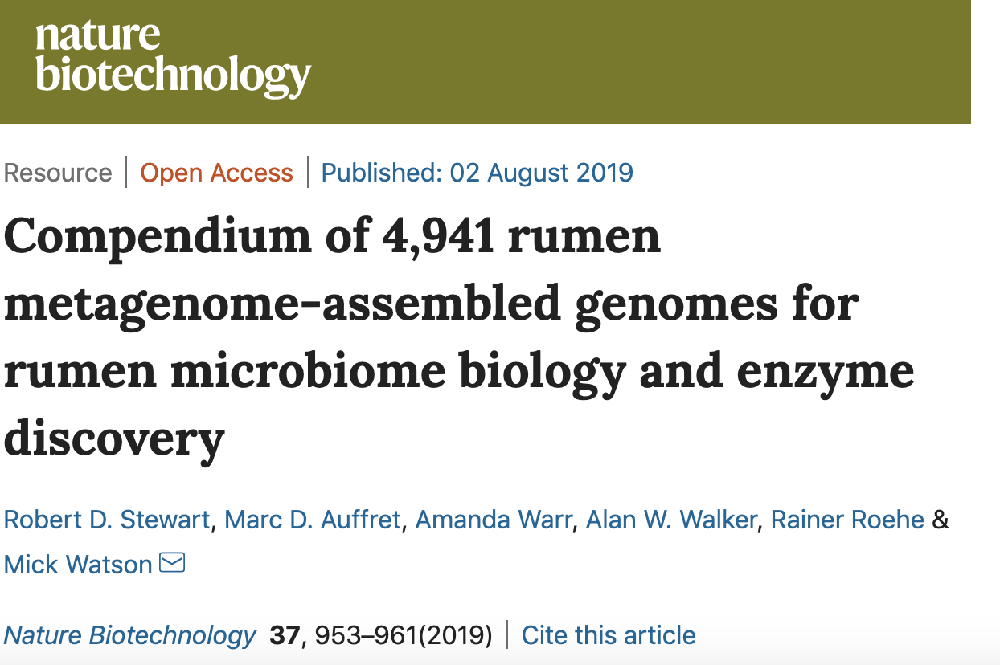 nature
biotechnology
Resource | Open Access | Published: 02 August 2019
Compendium of 4,941 rumen
metagenome-assembled genomes for
rumen microbiome biology and enzyme
discovery
Robert D. Stewart, Marc D. Auffret, Amanda Warr, Alan W. Walker, Rainer Roehe &
Mick Watson
Nature Biotechnology 37, 953–961(2019) | Cite this article